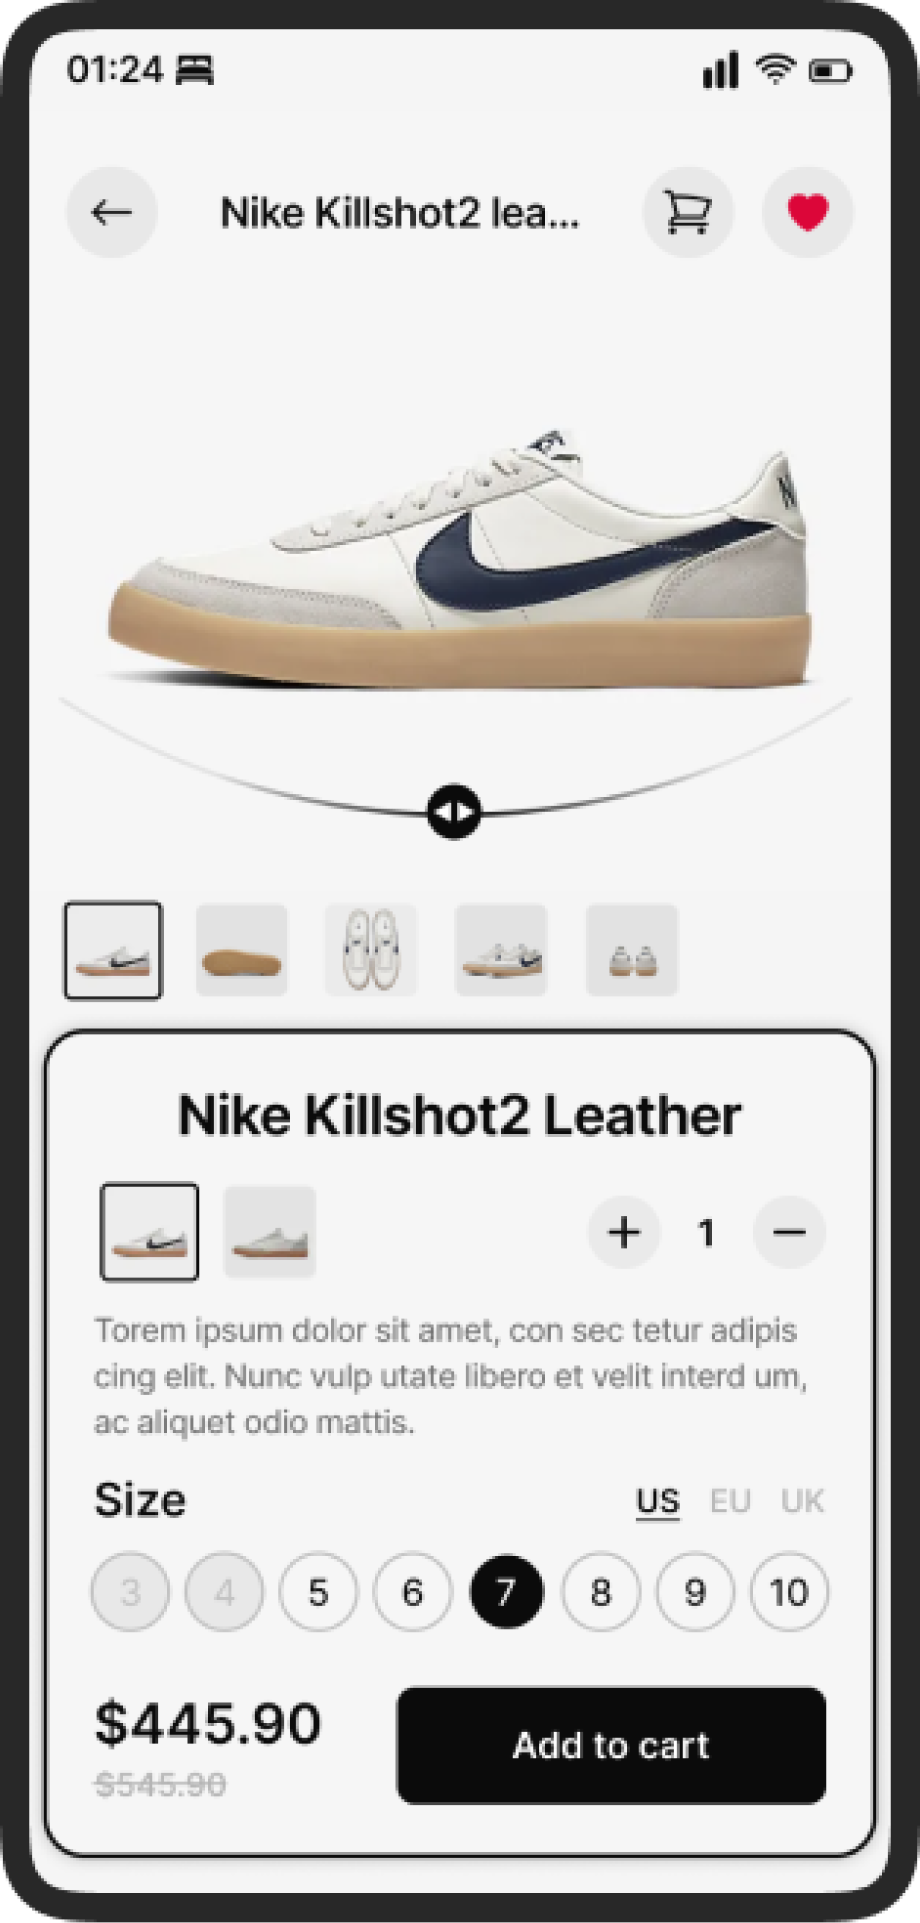 01:24
Nike Killshot2 lea...
Nike Killshot2 Leather
+ 1 −
Torem ipsum dolor sit amet, con sec tetur adipis
cing elit. Nunc vulp utate libero et velit interd um,
ac aliquet odio mattis.
Size US EU UK
3 4 5 6 7 8 9 10
$445.90
$545.90
Add to cart